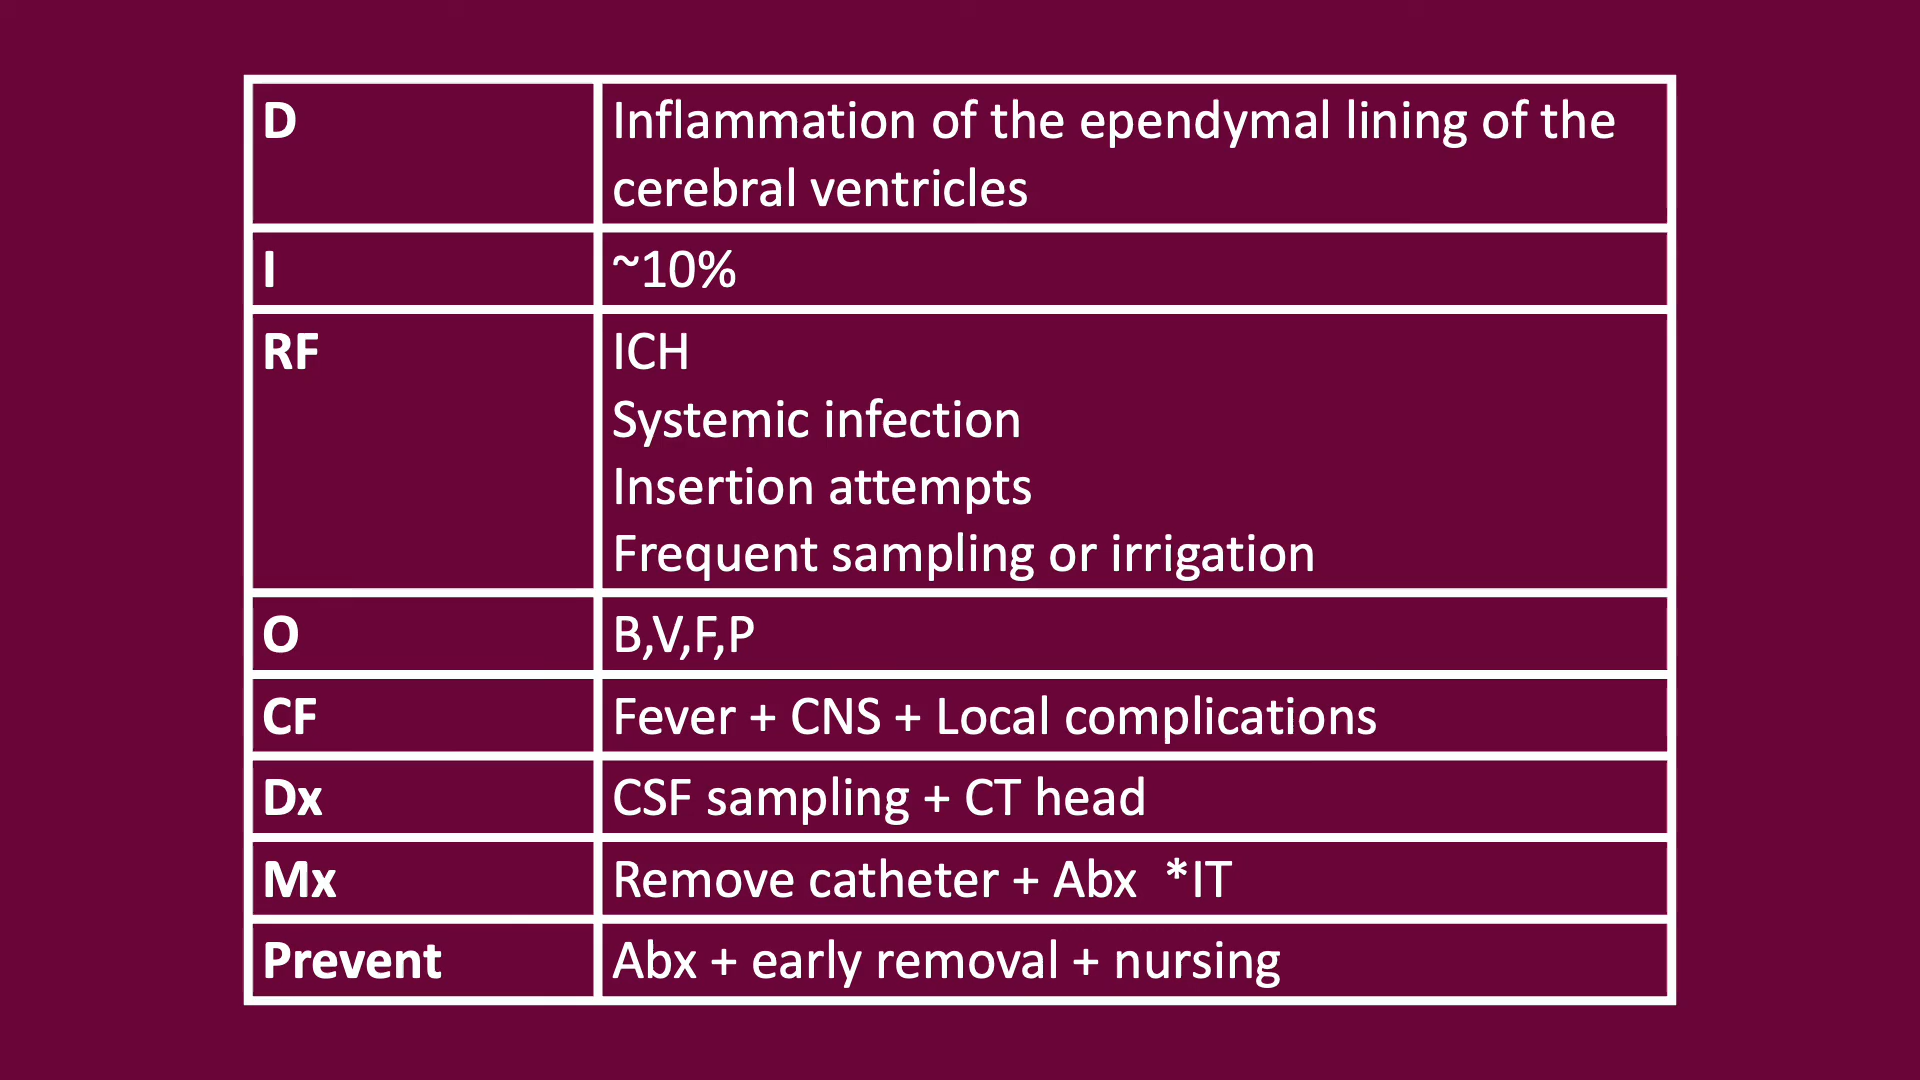 D
Inflammation of the ependymal lining of the
cerebral ventricles
I
~10%
RF
ICH
Systemic infection
Insertion attempts
Frequent sampling or irrigation
O
B,V,F,P
CF
Fever + CNS + Local complications
Dx
CSF sampling + CT head
Mx
Remove catheter + Abx  *IT
Prevent
Abx + early removal + nursing